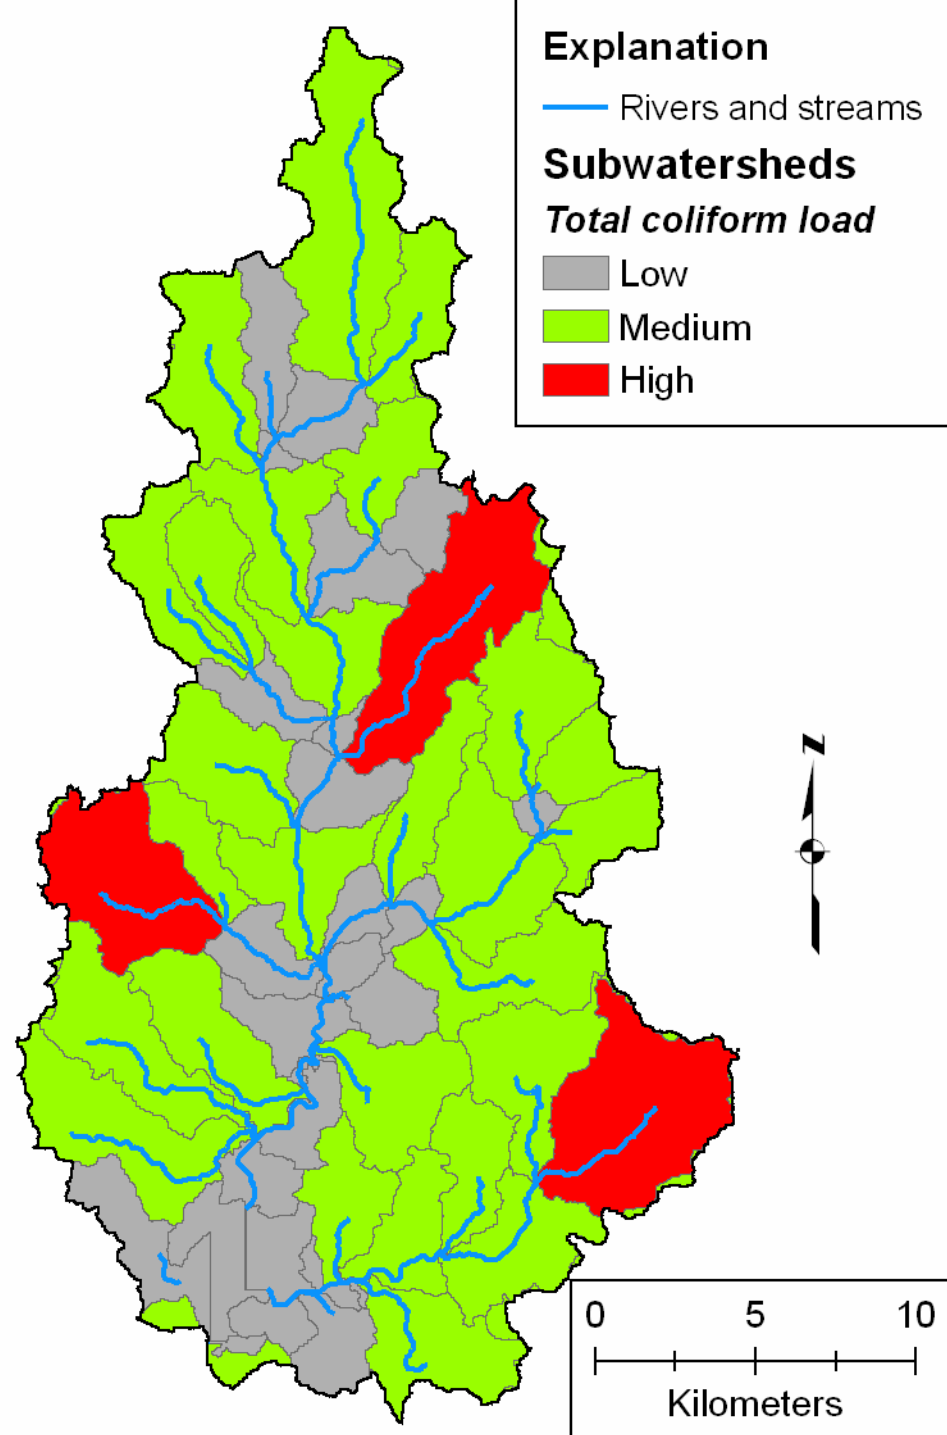 Explanation
Rivers and streams
Subwatersheds
Total coliform load
Low
Medium
High
N
0 5 10
Kilometers